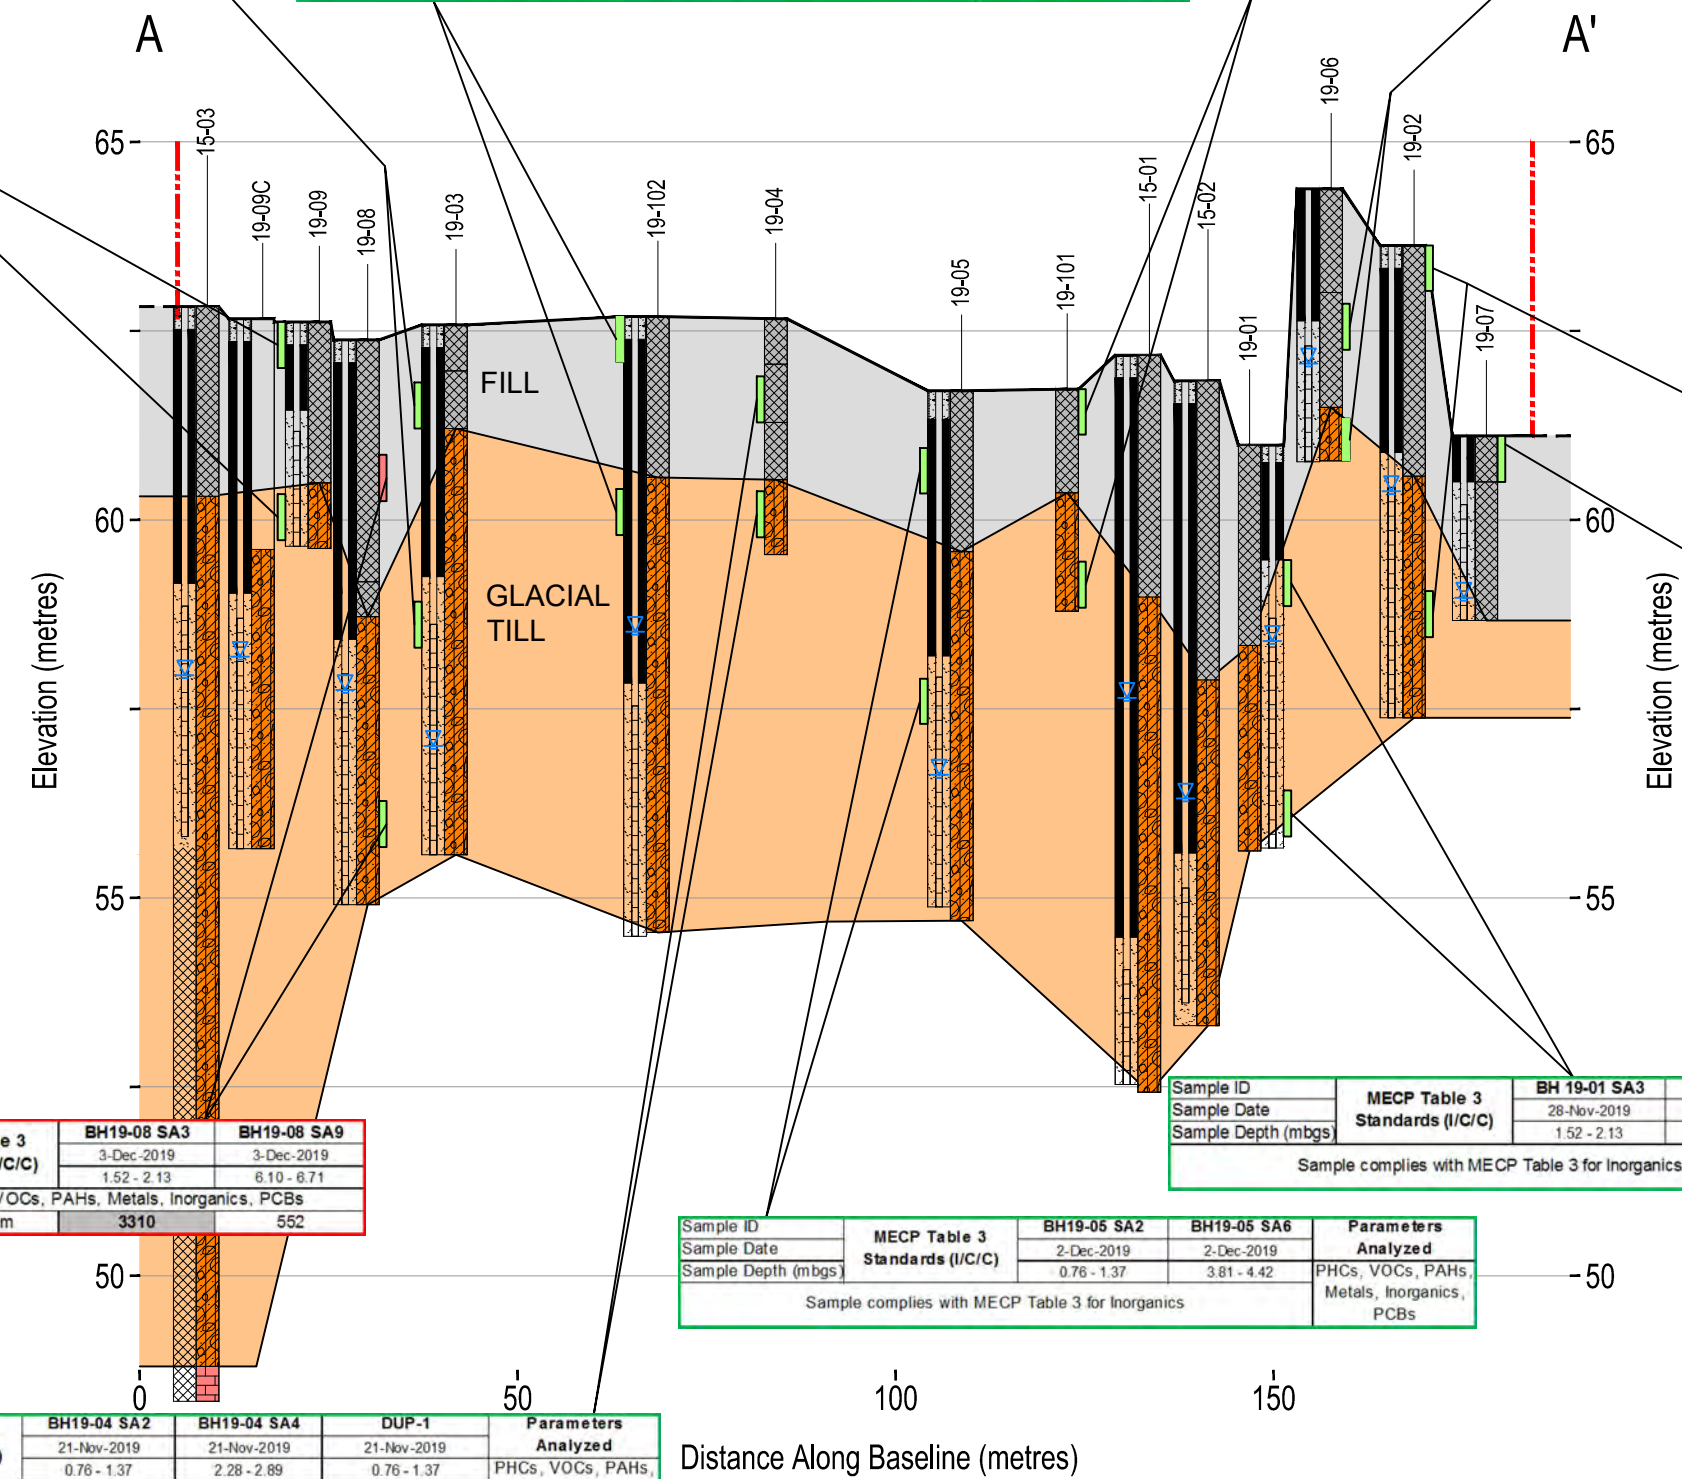 A
A'
65
65
15-03
19-09C
19-09
19-08
19-03
19-102
19-04
19-05
19-101
15-01
15-02
19-01
19-06
19-02
19-07
FILL
GLACIAL
TILL
60
60
55
55
50
50
Elevation (metres)
Elevation (metres)
e 3
/C/C)
BH19-08 SA3
BH19-08 SA9
3-Dec-2019
3-Dec-2019
1.52 - 2.13
6.10 - 6.71
VOCs, PAHs, Metals, Inorganics, PCBs
m
3310
552
Sample ID
MECP Table 3
Standards (I/C/C)
BH 19-01 SA3
Sample Date
28-Nov-2019
Sample Depth (mbgs)
1.52 - 2.13
Sample complies with MECP Table 3 for Inorganics
Sample ID
MECP Table 3
Standards (I/C/C)
BH19-05 SA2
BH19-05 SA6
Parameters
Analyzed
Sample Date
2-Dec-2019
2-Dec-2019
Sample Depth (mbgs)
0.76 - 1.37
3.81 - 4.42
PHCs, VOCs, PAHs,
Metals, Inorganics,
PCBs
Sample complies with MECP Table 3 for Inorganics
0
50
100
150
BH19-04 SA2
BH19-04 SA4
DUP-1
Parameters
Analyzed
)
21-Nov-2019
21-Nov-2019
21-Nov-2019
0.76 - 1.37
2.28 - 2.89
0.76 - 1.37
PHCs, VOCs, PAHs,
Distance Along Baseline (metres)